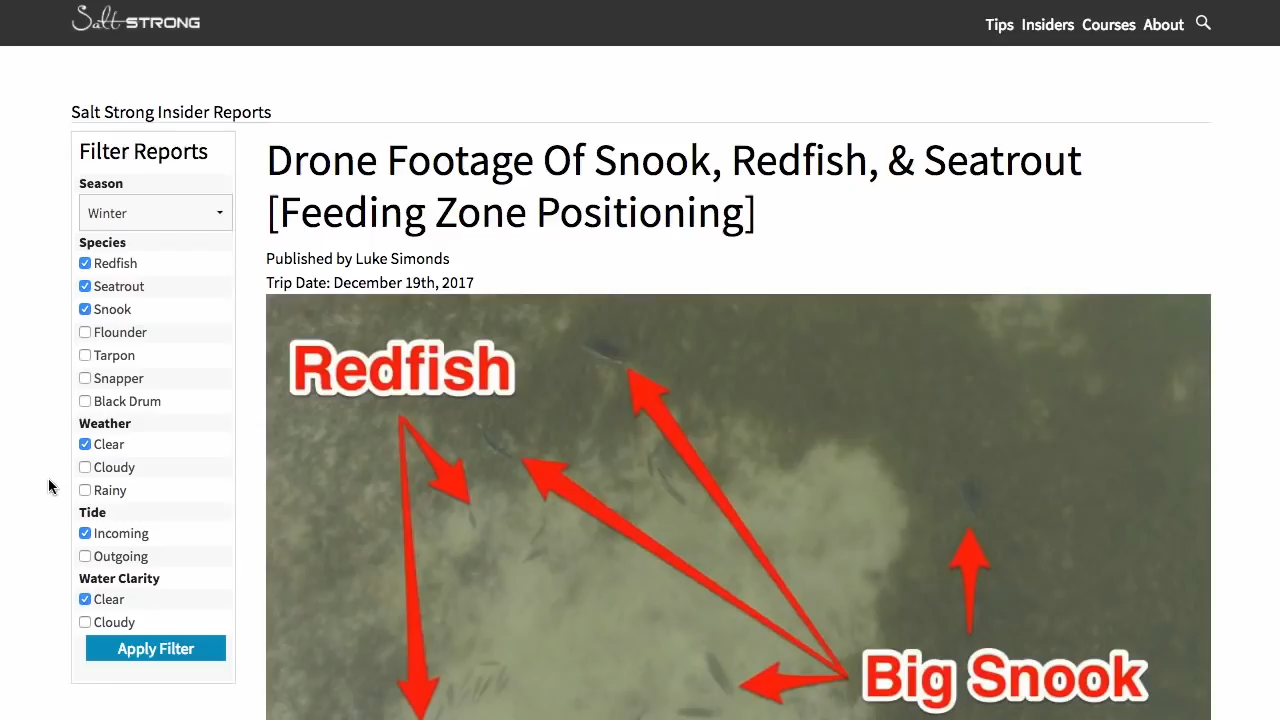 Salt STRONG
Tips Insiders Courses About
Salt Strong Insider Reports
Filter Reports
Season
Winter
Species
Redfish
Seatrout
Snook
Flounder
Tarpon
Snapper
Black Drum
Weather
Clear
Cloudy
Rainy
Tide
Incoming
Outgoing
Water Clarity
Clear
Cloudy
Apply Filter
Drone Footage Of Snook, Redfish, & Seatrout
[Feeding Zone Positioning]
Published by Luke Simonds
Trip Date: December 19th, 2017
Redfish
Big Snook